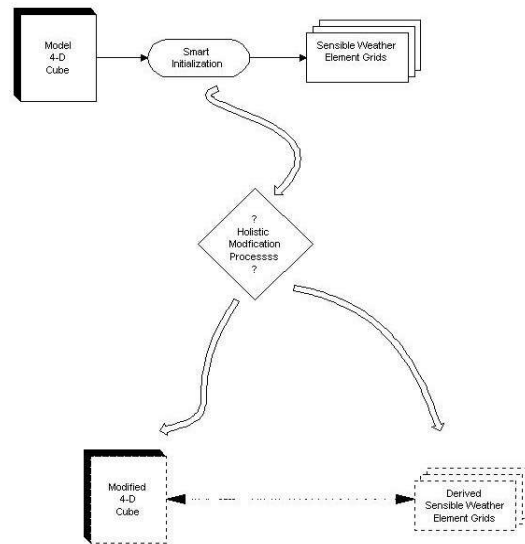 Model
4-D
Cube
Smart
Initialization
Sensible Weather
Element Grids
?
Holistic
Modfication
Processss
?
Modified
4-D
Cube
Derived
Sensible Weather
Element Grids